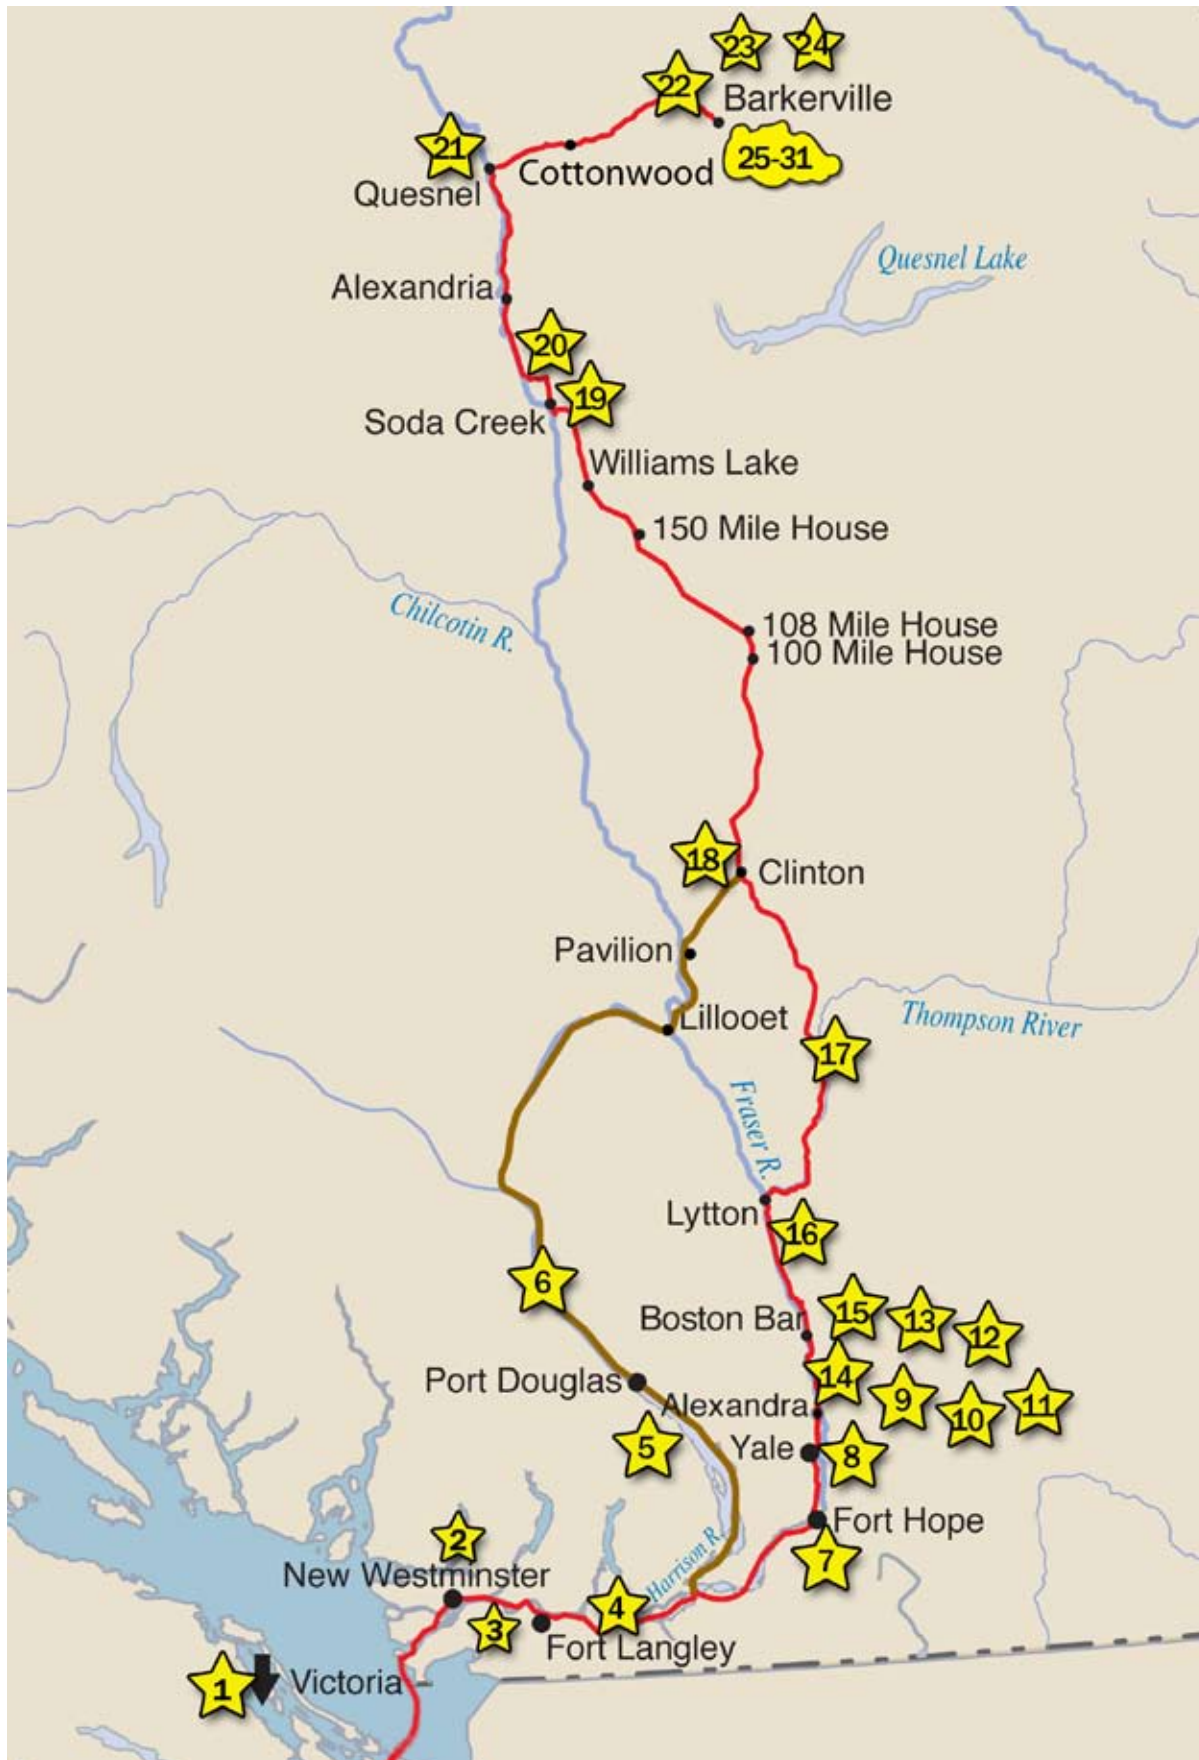 23
24
22
Barkerville
21
25-31
Cottonwood
Quesnel
Quesnel Lake
Alexandria
20
19
Soda Creek
Williams Lake
150 Mile House
Chilcotin R.
108 Mile House
100 Mile House
18
Clinton
Pavilion
Lillooet
Thompson River
17
Fraser R.
Lytton
16
6
15
13
12
Boston Bar
14
Port Douglas
9
10
11
Alexandra
5
Yale
8
Fort Hope
2
7
Harrison R.
New Westminster
4
3
Fort Langley
1
Victoria